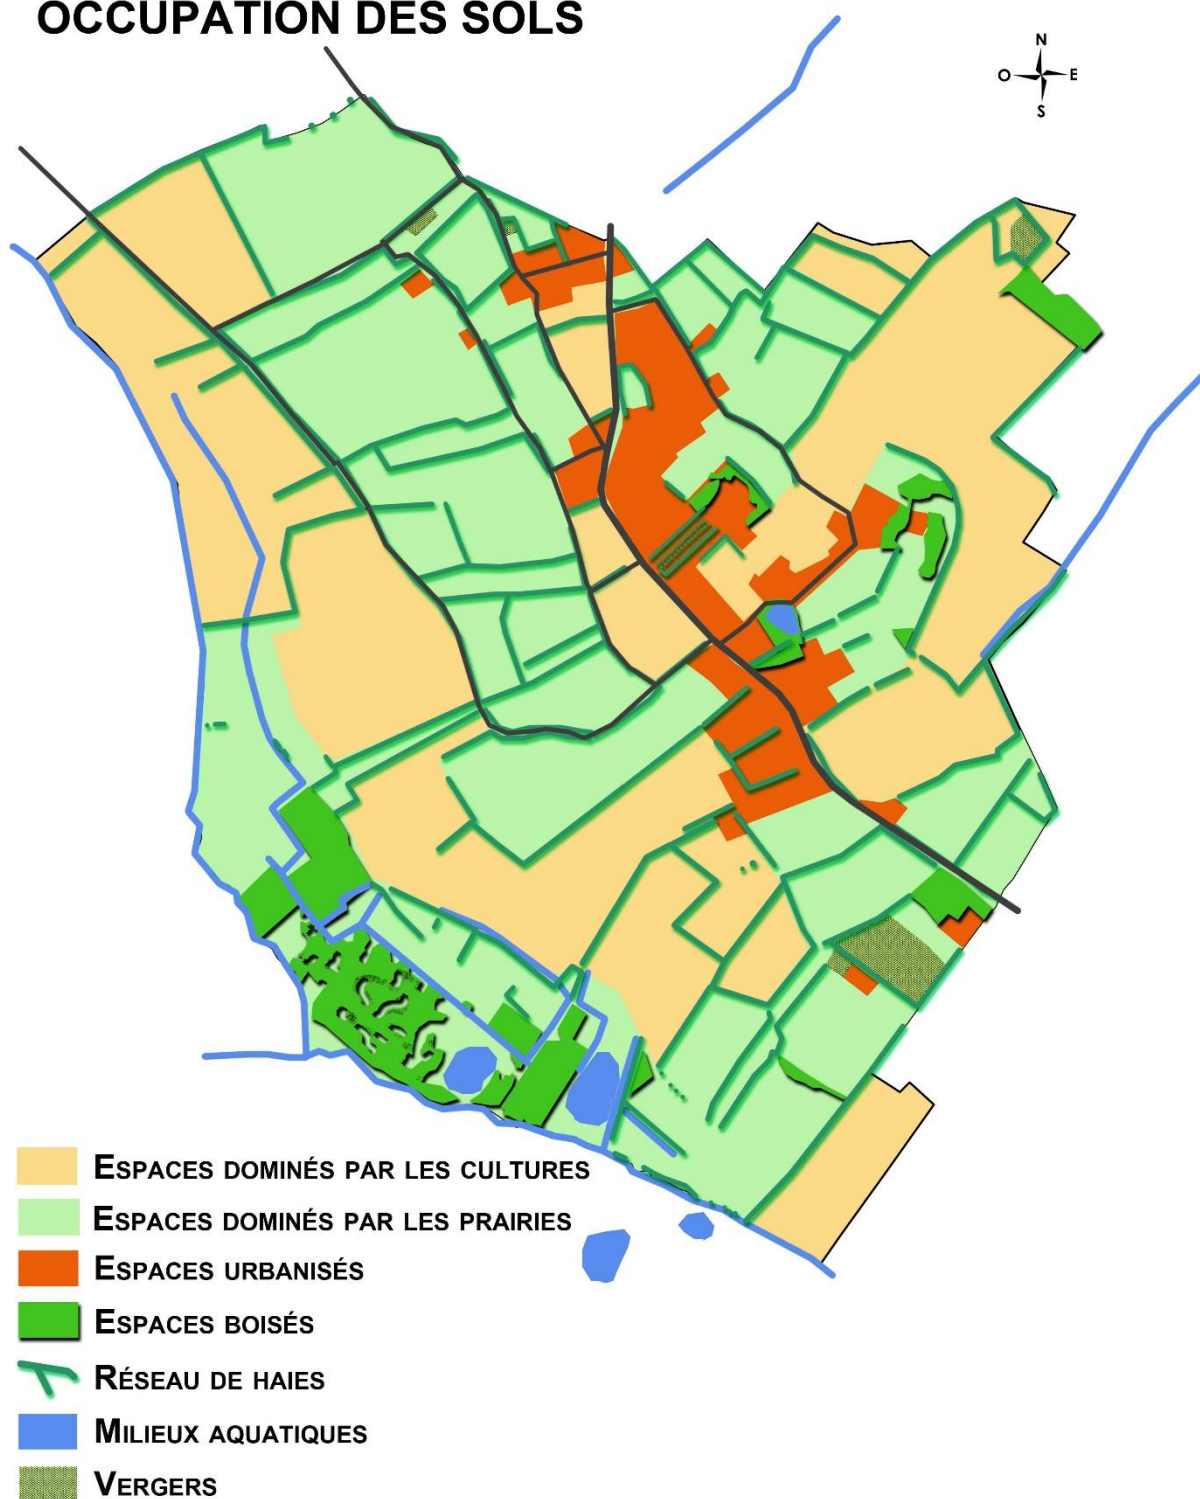 OCCUPATION DES SOLS
N
O E
S
ESPACES DOMINÉS PAR LES CULTURES
ESPACES DOMINÉS PAR LES PRAIRIES
ESPACES URBANISÉS
ESPACES BOISÉS
RÉSEAU DE HAIES
MILIEUX AQUATIQUES
VERGERS